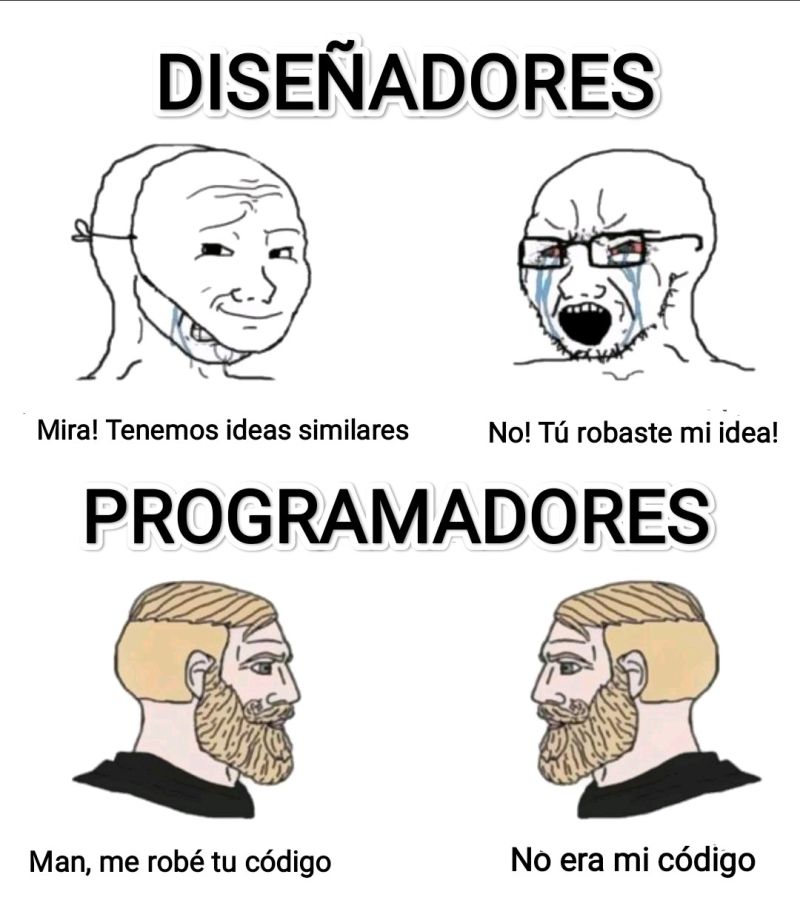 DISEÑADORES
Mira! Tenemos ideas similares
No! Tú robaste mi idea!
PROGRAMADORES
Man, me robé tu código
No era mi código